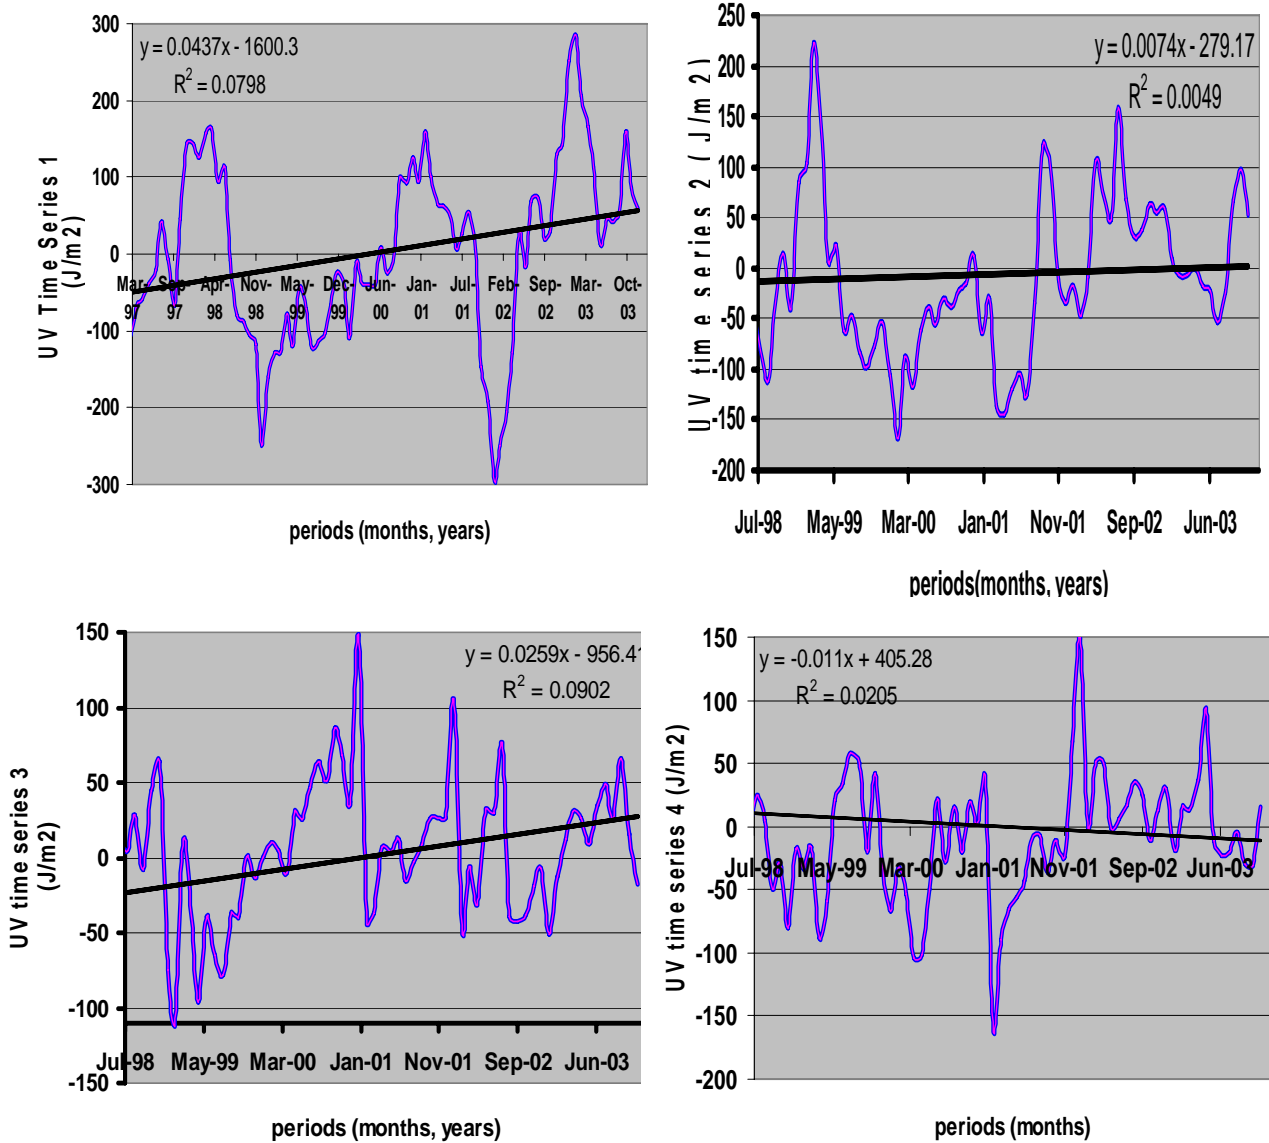 300
200
100
0
-100
-200
-300
y = 0.0437x - 1600.3
R2 = 0.0798
UV Time Series 1
(J/m2)
Mar- Sep- Apr- Nov- May- Dec- Jun- Jan- Jul- Feb- Sep- Mar- Oct-
97 97 98 98 99 99 00 01 01 02 02 03 03
periods (months, years)
250
200
150
100
50
0
-50
-100
-150
-200
y = 0.0074x - 279.17
R2 = 0.0049
UV time series 2 ( J/m 2)
Jul-98 May-99 Mar-00 Jan-01 Nov-01 Sep-02 Jun-03
periods(months, years)
150
100
50
0
-50
-100
-150
y = 0.0259x - 956.41
R2 = 0.0902
UV time series 3
(J/m2)
Jul-98 May-99 Mar-00 Jan-01 Nov-01 Sep-02 Jun-03
periods (months, years)
150
100
50
0
-50
-100
-150
-200
y = -0.011x + 405.28
R2 = 0.0205
UV time series 4 (J/m2)
Jul-98 May-99 Mar-00 Jan-01 Nov-01 Sep-02 Jun-03
periods (months)